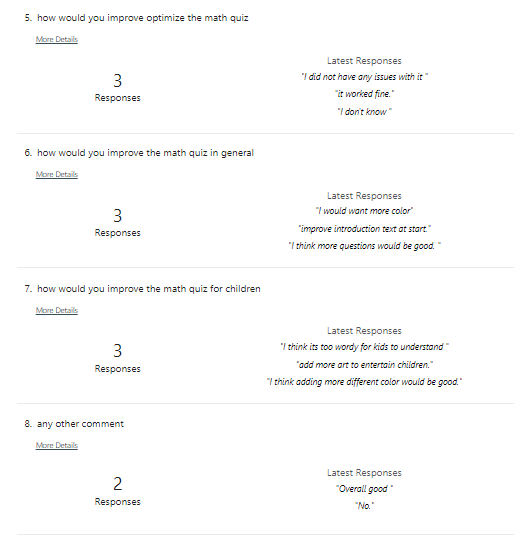 5. how would you improve optimize the math quiz
More Details
3
Responses
Latest Responses
"I did not have any issues with it "
"it worked fine."
"I don't know "
6. how would you improve the math quiz in general
More Details
3
Responses
Latest Responses
"I would want more color"
"improve introduction text at start."
"I think more questions would be good. "
7. how would you improve the math quiz for children
More Details
3
Responses
Latest Responses
"I think its too wordy for kids to understand "
"add more art to entertain children."
"I think adding more different color would be good."
8. any other comment
More Details
2
Responses
Latest Responses
"Overall good "
"No."